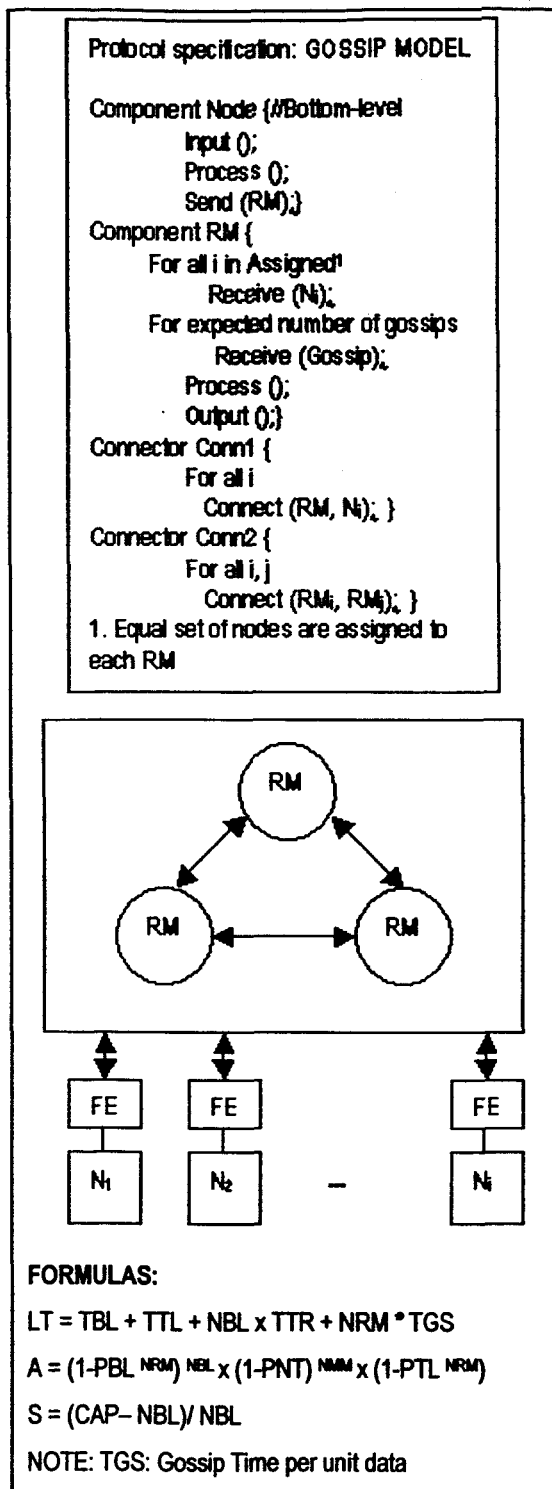 Protocol specification: GOSSIP MODEL
Component Node {//Bottom-level
Input ();
Process ();
Send (RM);}
Component RM {
For all i in Assigned¹
Receive (Ni);
For expected number of gossips
Receive (Gossip);
Process ();
Output ();}
Connector Conn1 {
For all i
Connect (RM, Ni); }
Connector Conn2 {
For all i, j
Connect (RMi, RMj); }
1. Equal set of nodes are assigned to
each RM
RM
RM
RM
FE
FE
FE
N1
N2
–
Ni
FORMULAS:
LT = TBL + TTL + NBL x TTR + NRM * TGS
A = (1-PBL NRM) NBL x (1-PNT) NMM x (1-PTL NRM)
S = (CAP– NBL)/ NBL
NOTE: TGS: Gossip Time per unit data